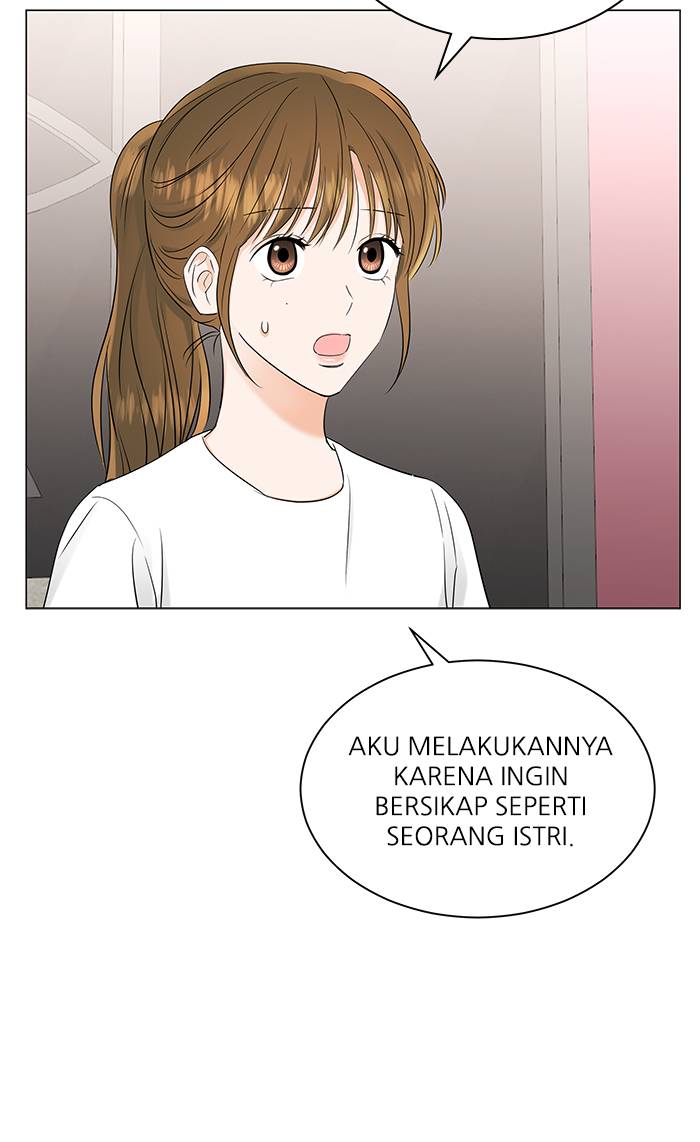 AKU MELAKUKANNYA
KARENA INGIN
BERSIKAP SEPERTI
SEORANG ISTRI.